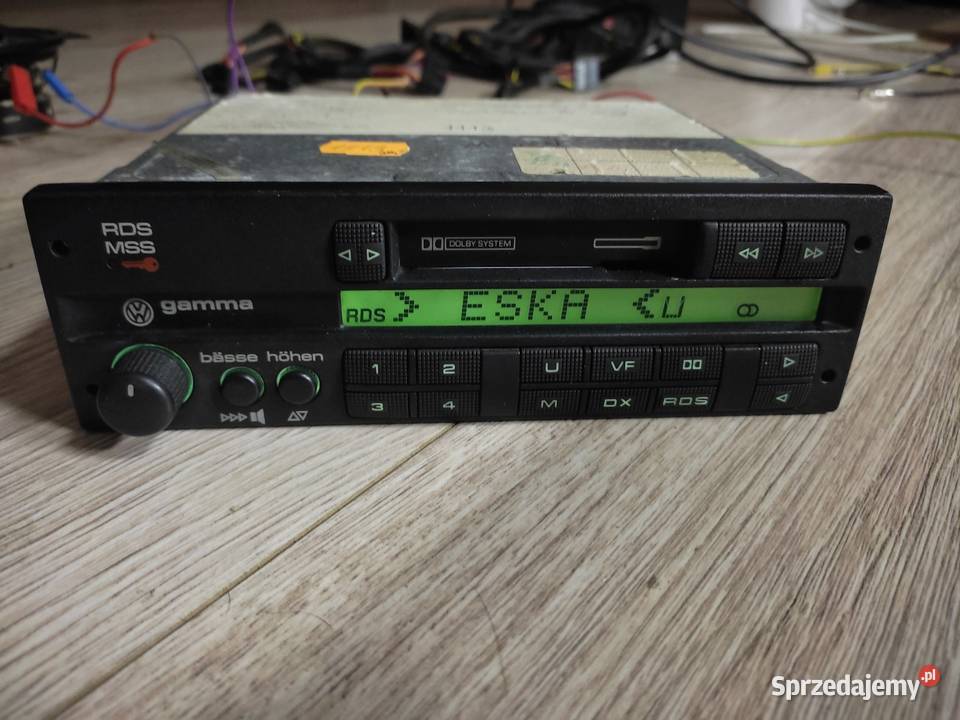 RDS
MSS
gamma
DOLBY SYSTEM
RDS > ESKA < U
bässe höhen
1 2 U VF
3 4 M DX RDS
Sprzedajemy.pl